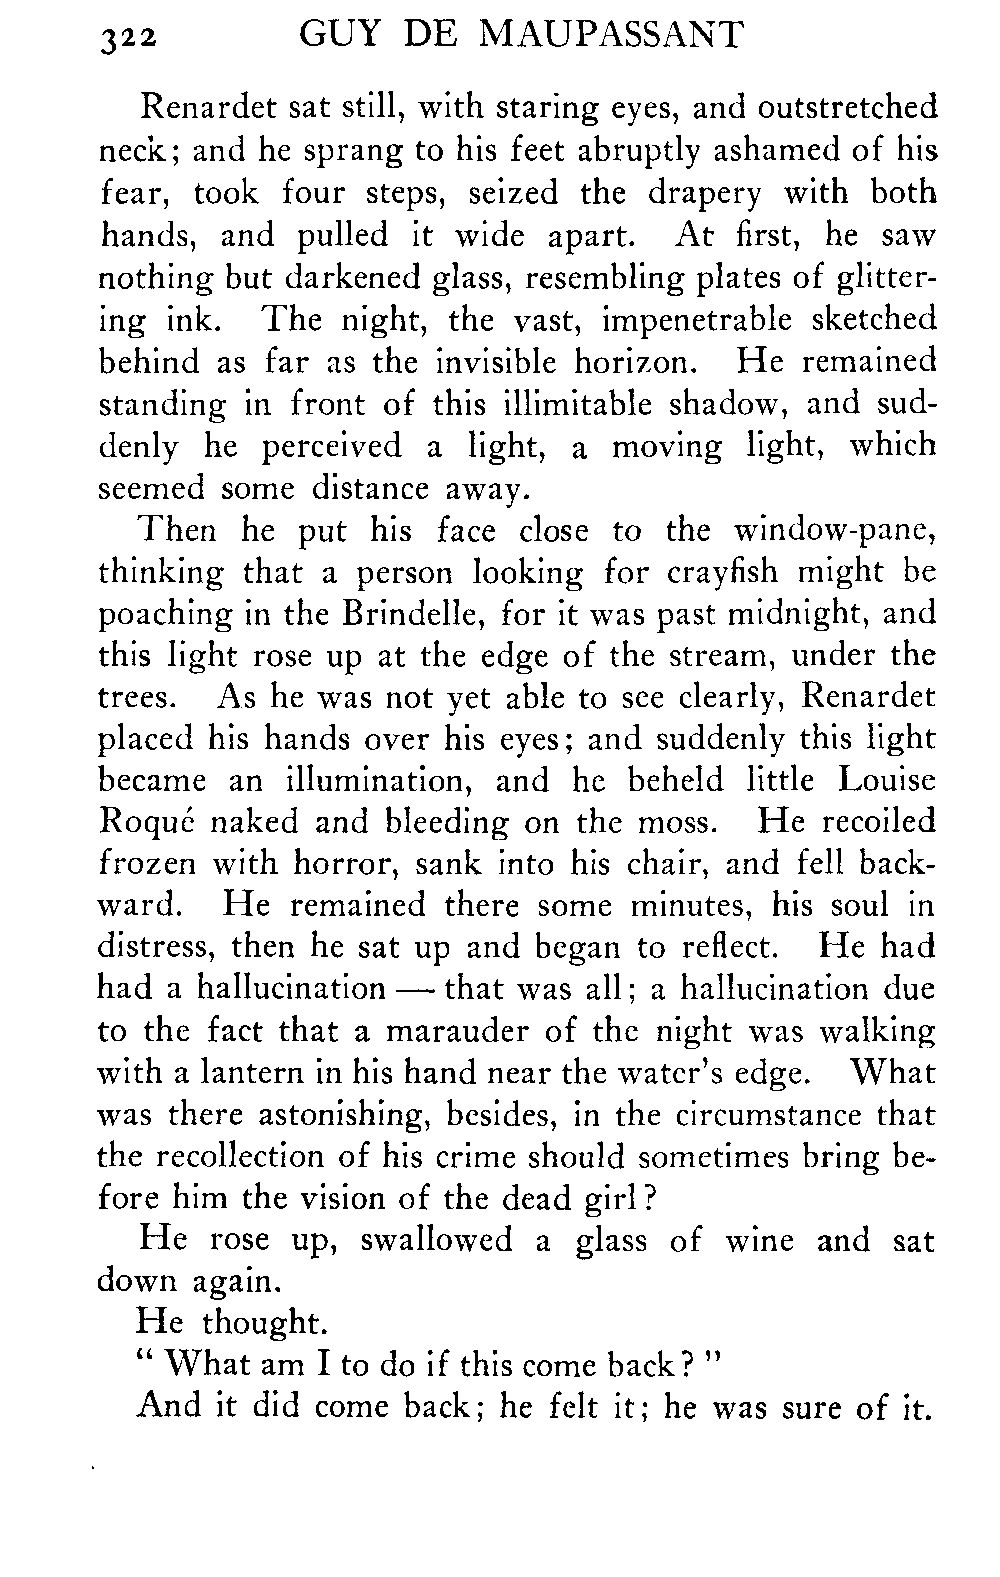 322 GUY DE MAUPASSANT
Renardet sat still, with staring eyes, and outstretched
neck; and he sprang to his feet abruptly ashamed of his
fear, took four steps, seized the drapery with both
hands, and pulled it wide apart. At first, he saw
nothing but darkened glass, resembling plates of glitter-
ing ink. The night, the vast, impenetrable sketched
behind as far as the invisible horizon. He remained
standing in front of this illimitable shadow, and sud-
denly he perceived a light, a moving light, which
seemed some distance away.
Then he put his face close to the window-pane,
thinking that a person looking for crayfish might be
poaching in the Brindelle, for it was past midnight, and
this light rose up at the edge of the stream, under the
trees. As he was not yet able to see clearly, Renardet
placed his hands over his eyes; and suddenly this light
became an illumination, and he beheld little Louise
Roqué naked and bleeding on the moss. He recoiled
frozen with horror, sank into his chair, and fell back-
ward. He remained there some minutes, his soul in
distress, then he sat up and began to reflect. He had
had a hallucination — that was all; a hallucination due
to the fact that a marauder of the night was walking
with a lantern in his hand near the water's edge. What
was there astonishing, besides, in the circumstance that
the recollection of his crime should sometimes bring be-
fore him the vision of the dead girl?
He rose up, swallowed a glass of wine and sat
down again.
He thought.
" What am I to do if this come back? "
And it did come back; he felt it; he was sure of it.